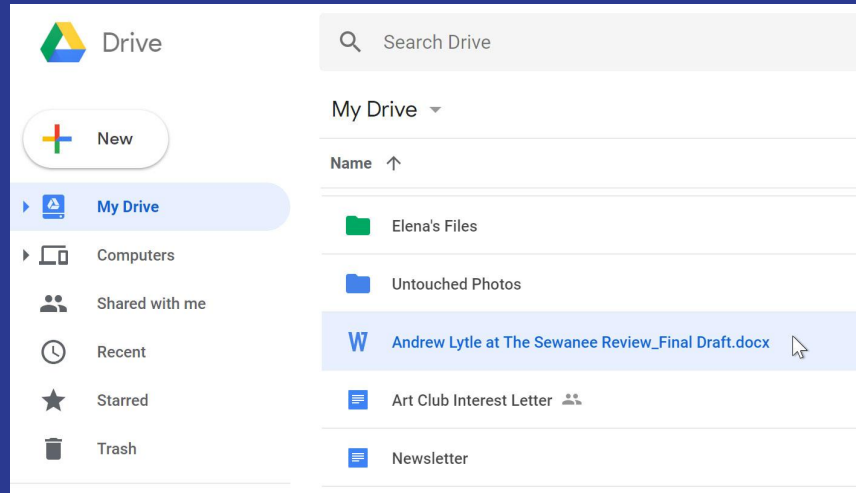 Drive
Search Drive
New
My Drive
Computers
Shared with me
Recent
Starred
Trash
My Drive
Name
Elena's Files
Untouched Photos
W Andrew Lytle at The Sewanee Review_Final Draft.docx
Art Club Interest Letter
Newsletter